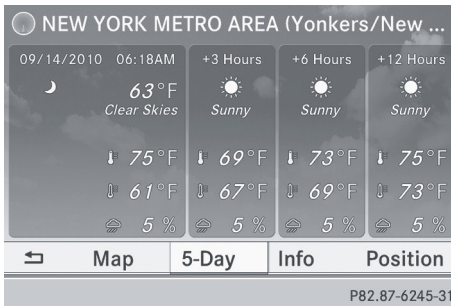 NEW YORK METRO AREA (Yonkers/New ...
09/14/2010 06:18AM +3 Hours +6 Hours +12 Hours
63°F
Clear Skies Sunny Sunny Sunny
75°F 69°F 73°F 75°F
61°F 67°F 69°F 73°F
5 % 5 % 5 % 5 %
Map 5-Day Info Position
P82.87-6245-31